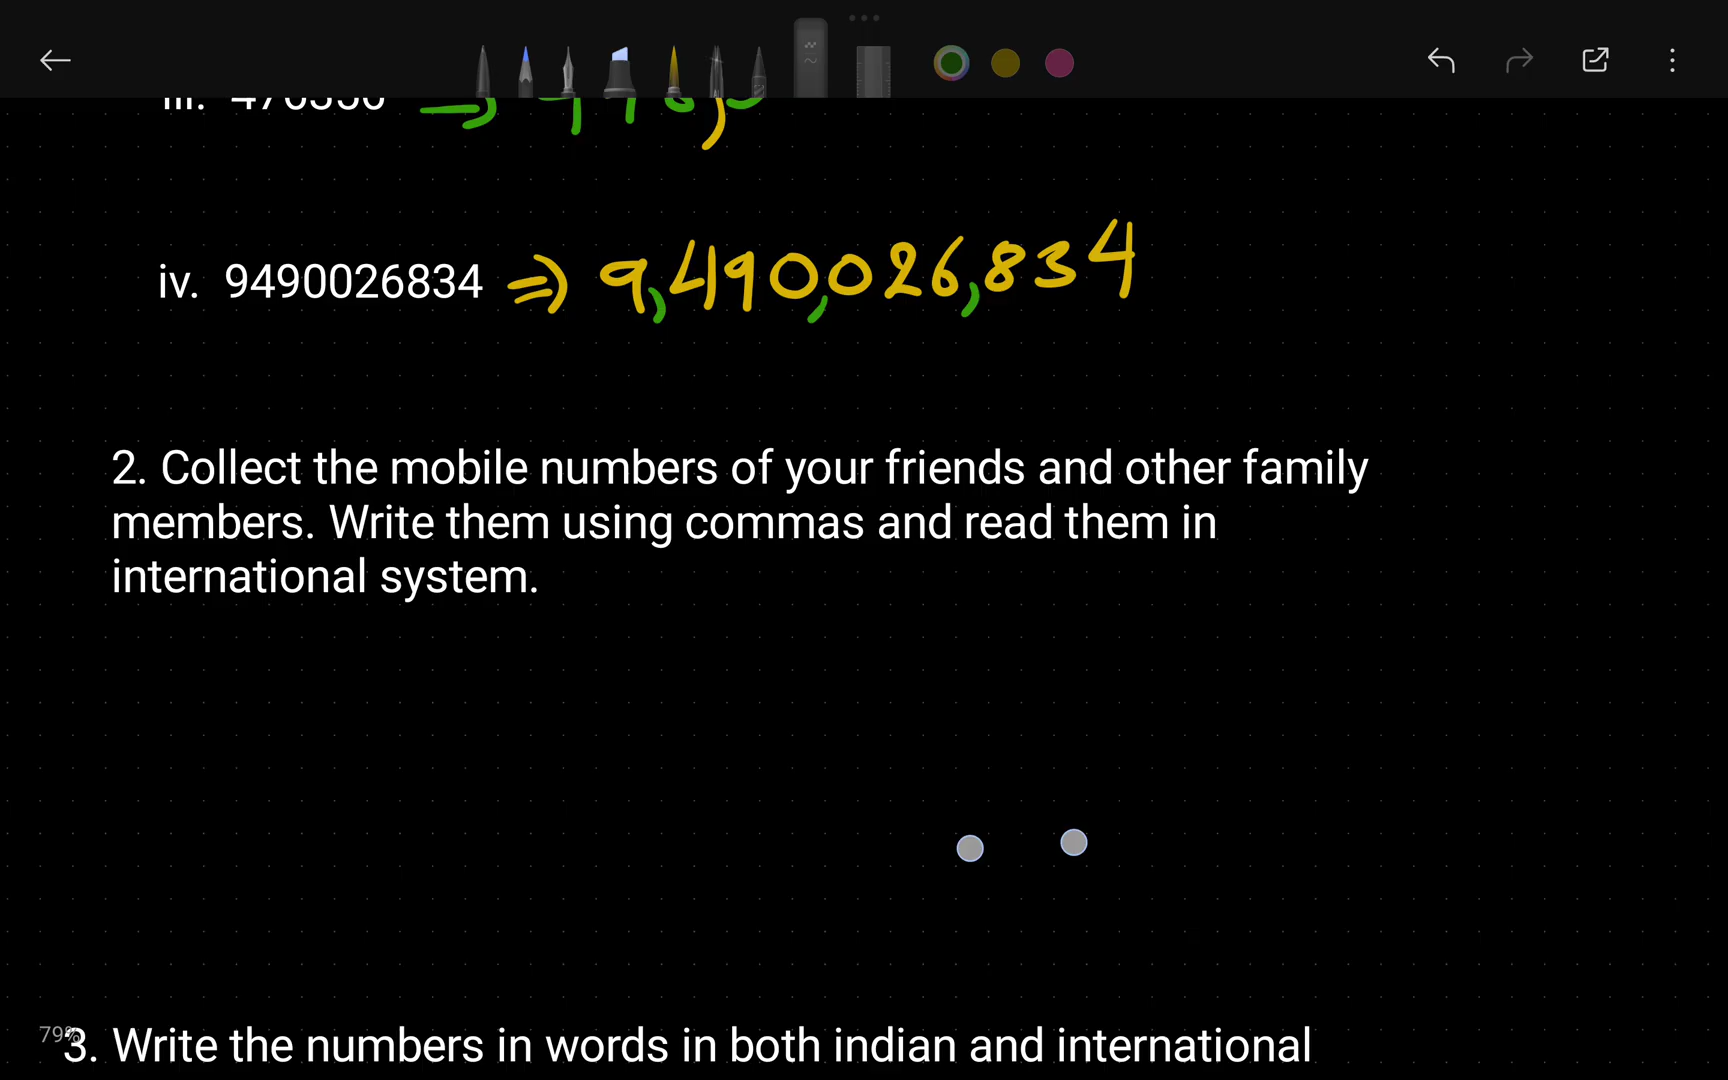 iv. 9490026834 => 9,490,026,834
2. Collect the mobile numbers of your friends and other family
members. Write them using commas and read them in
international system.
79%
3. Write the numbers in words in both indian and international